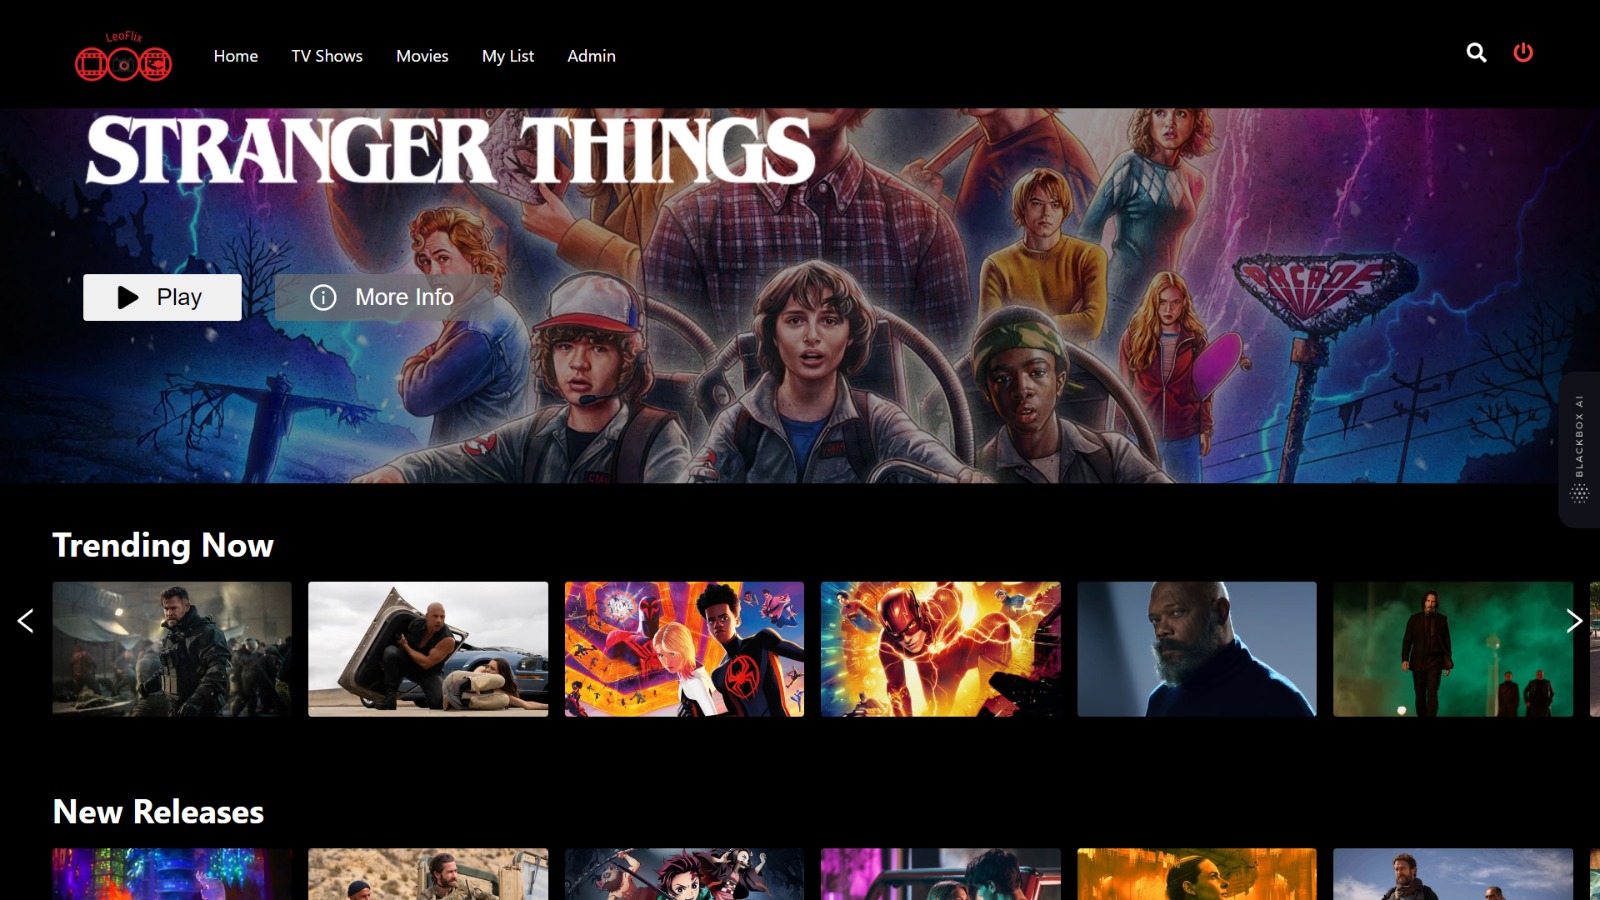 LeoFlix
Home
TV Shows
Movies
My List
Admin
STRANGER THINGS
ARCADE
Play
More Info
BLACKBOX AI
Trending Now
New Releases